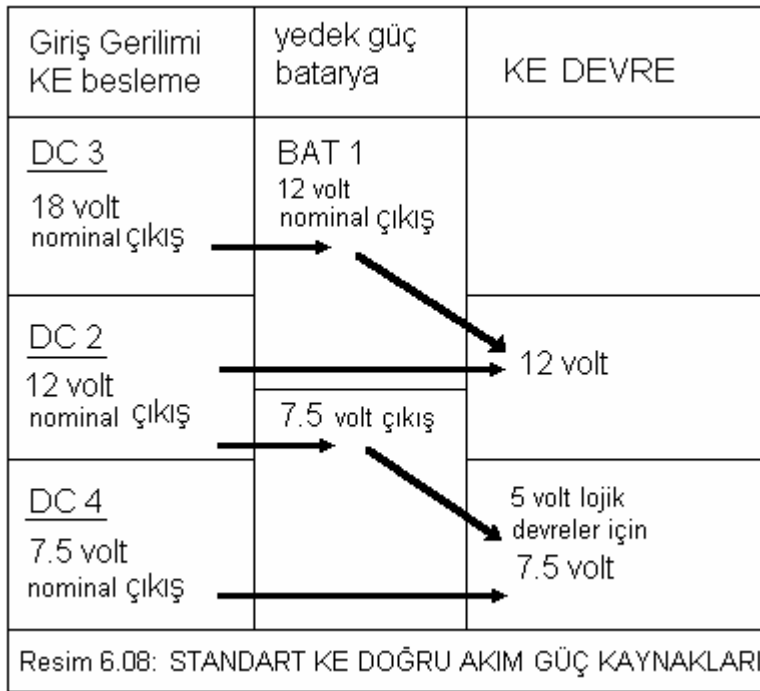 Giriş Gerilimi
KE besleme
yedek güç
batarya
KE DEVRE
DC 3
18 volt
nominal çıkış
BAT 1
12 volt
nominal çıkış
DC 2
12 volt
nominal çıkış
12 volt
7.5 volt çıkış
DC 4
7.5 volt
nominal çıkış
5 volt lojik
devreler için
7.5 volt
Resim 6.08: STANDART KE DOĞRU AKIM GÜÇ KAYNAKLARI